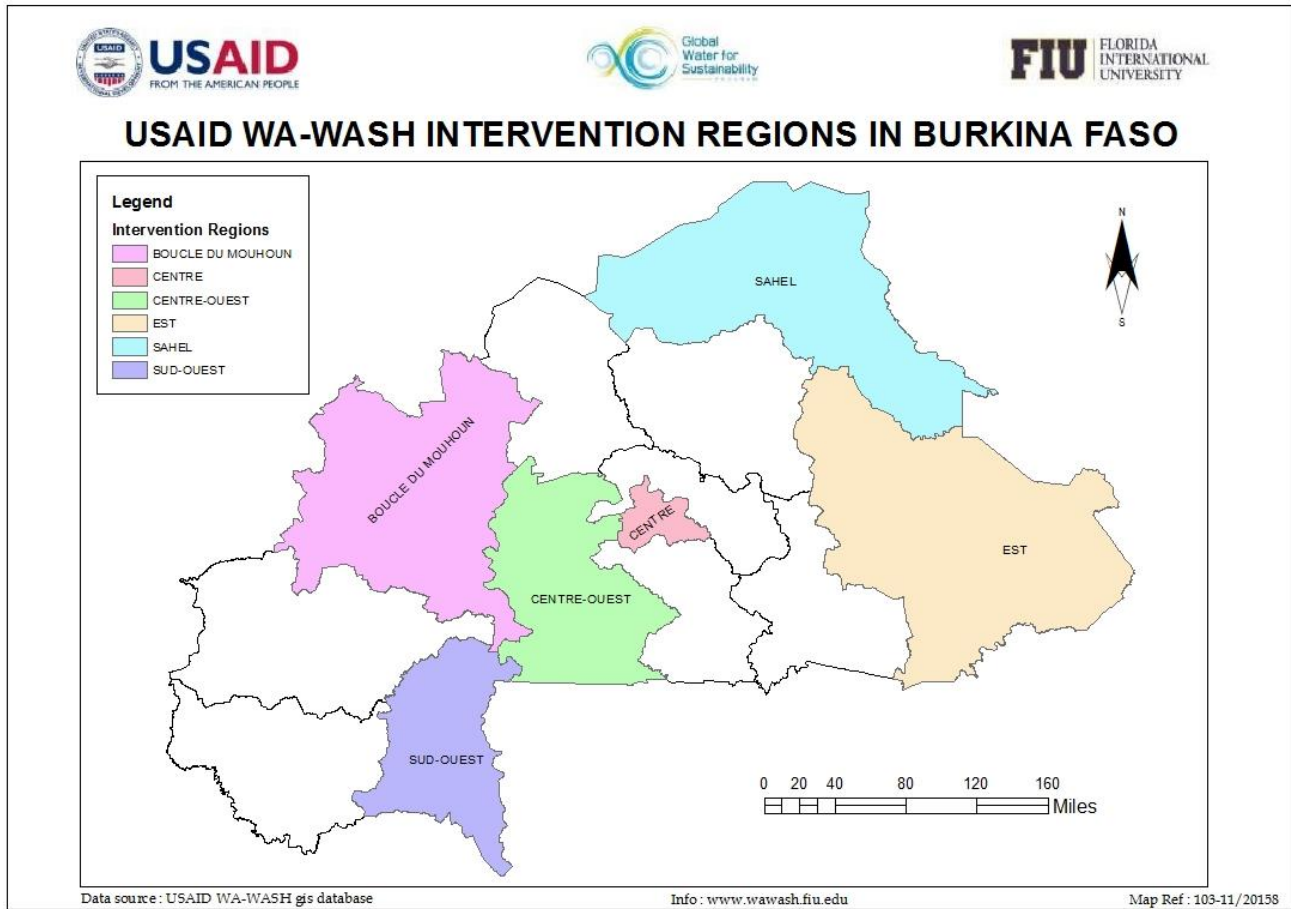 USAID
FROM THE AMERICAN PEOPLE
Global
Water for
Sustainability
PROGRAM
FIU
FLORIDA
INTERNATIONAL
UNIVERSITY
USAID WA-WASH INTERVENTION REGIONS IN BURKINA FASO
Legend
Intervention Regions
BOUCLE DU MOUHOUN
CENTRE
CENTRE-OUEST
EST
SAHEL
SUD-OUEST
N
S
SAHEL
BOUCLE DU MOUHOUN
CENTRE
EST
CENTRE-OUEST
SUD-OUEST
0 20 40 80 120 160
Miles
Data source : USAID WA-WASH gis database
Info : www.wawash.fiu.edu
Map Ref : 103-11/20158